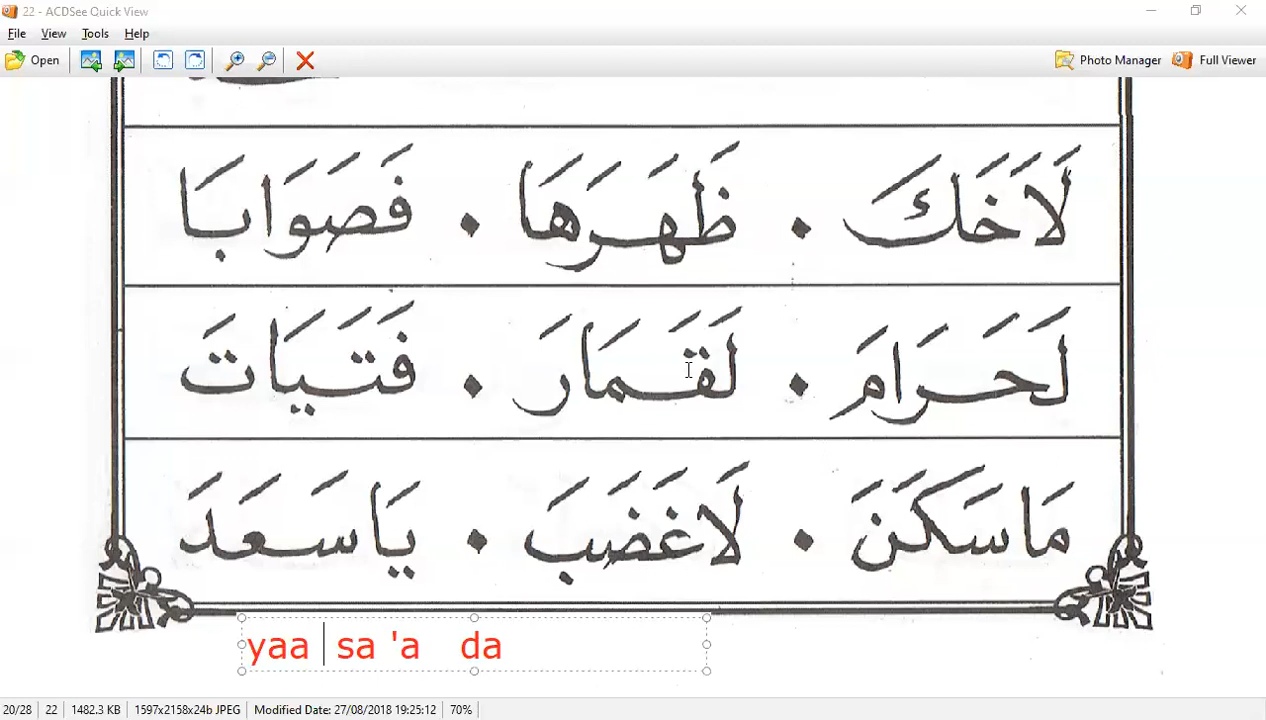 22 - ACDSee Quick View
File View Tools Help
Open Photo Manager Full Viewer
لَاَخَكَ • ظَهَرَهَا • فَصَوَابَا
لَحَرَامَ • لَقَمَارَ • فَتَيَاتَ
مَاسَكَنَ • لَاغَضَبَ • يَاسَعَدَ
yaa sa 'a da
20/28 22 1482.3 KB 1597x2158x24b JPEG Modified Date: 27/08/2018 19:25:12 70%